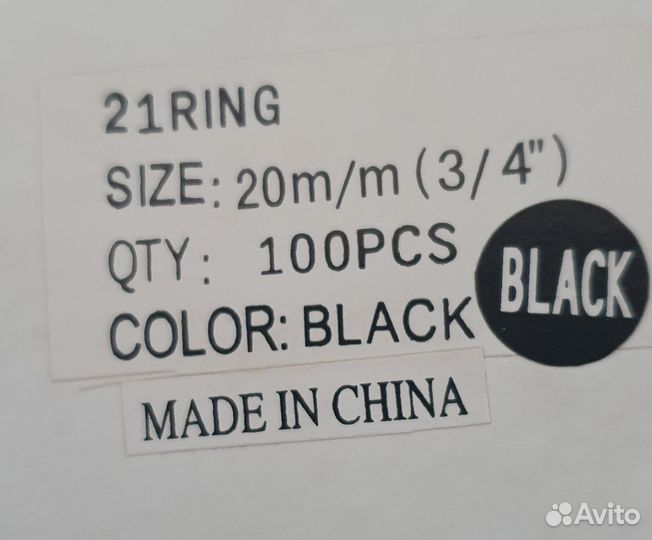 21RING
SIZE: 20m/m (3/4")
QTY: 100PCS
COLOR: BLACK
BLACK
MADE IN CHINA
Avito